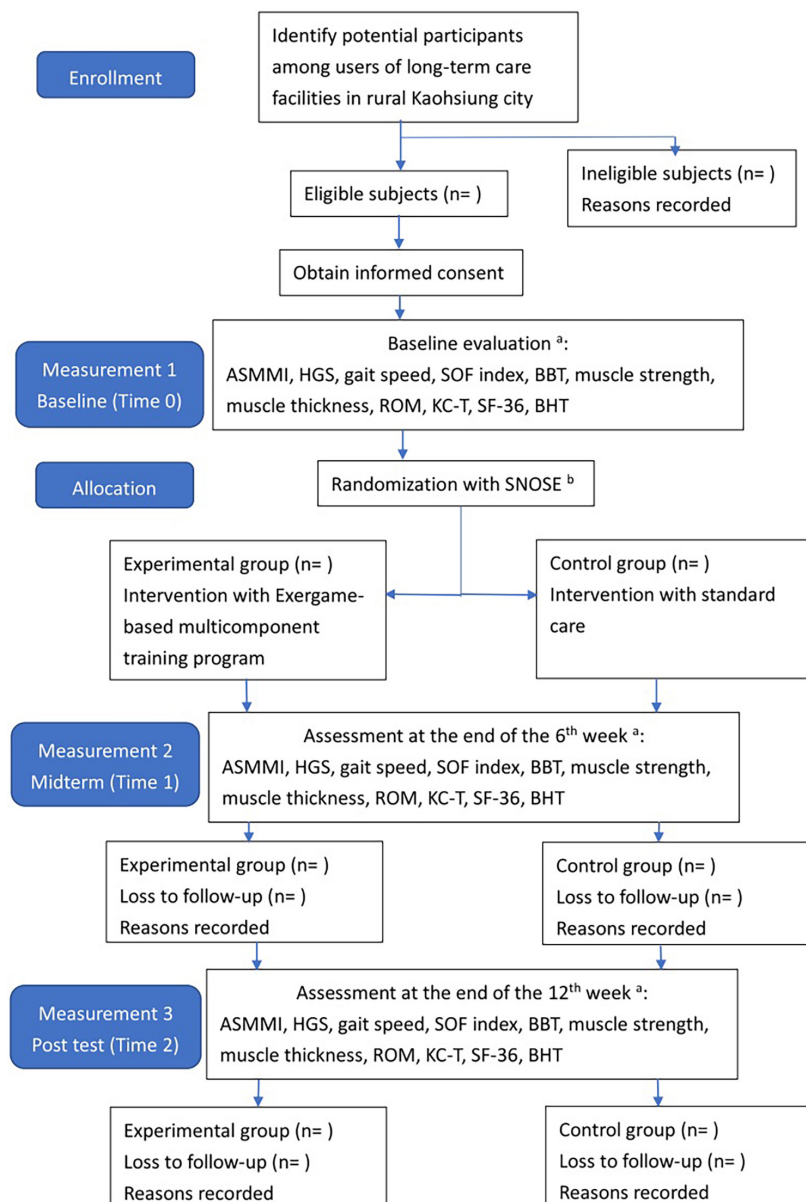 Identify potential participants
among users of long-term care
facilities in rural Kaohsiung city
Enrollment
Ineligible subjects (n= )
Reasons recorded
Eligible subjects (n= )
Obtain informed consent
Measurement 1
Baseline (Time 0)
Baseline evaluation ᵃ:
ASMMI, HGS, gait speed, SOF index, BBT, muscle strength,
muscle thickness, ROM, KC-T, SF-36, BHT
Allocation
Randomization with SNOSE ᵇ
Experimental group (n= )
Intervention with Exergame-
based multicomponent
training program
Control group (n= )
Intervention with standard
care
Measurement 2
Midterm (Time 1)
Assessment at the end of the 6ᵗʰ week ᵃ:
ASMMI, HGS, gait speed, SOF index, BBT, muscle strength,
muscle thickness, ROM, KC-T, SF-36, BHT
Experimental group (n= )
Loss to follow-up (n= )
Reasons recorded
Control group (n= )
Loss to follow-up (n= )
Reasons recorded
Measurement 3
Post test (Time 2)
Assessment at the end of the 12ᵗʰ week ᵃ:
ASMMI, HGS, gait speed, SOF index, BBT, muscle strength,
muscle thickness, ROM, KC-T, SF-36, BHT
Experimental group (n= )
Loss to follow-up (n= )
Reasons recorded
Control group (n= )
Loss to follow-up (n= )
Reasons recorded